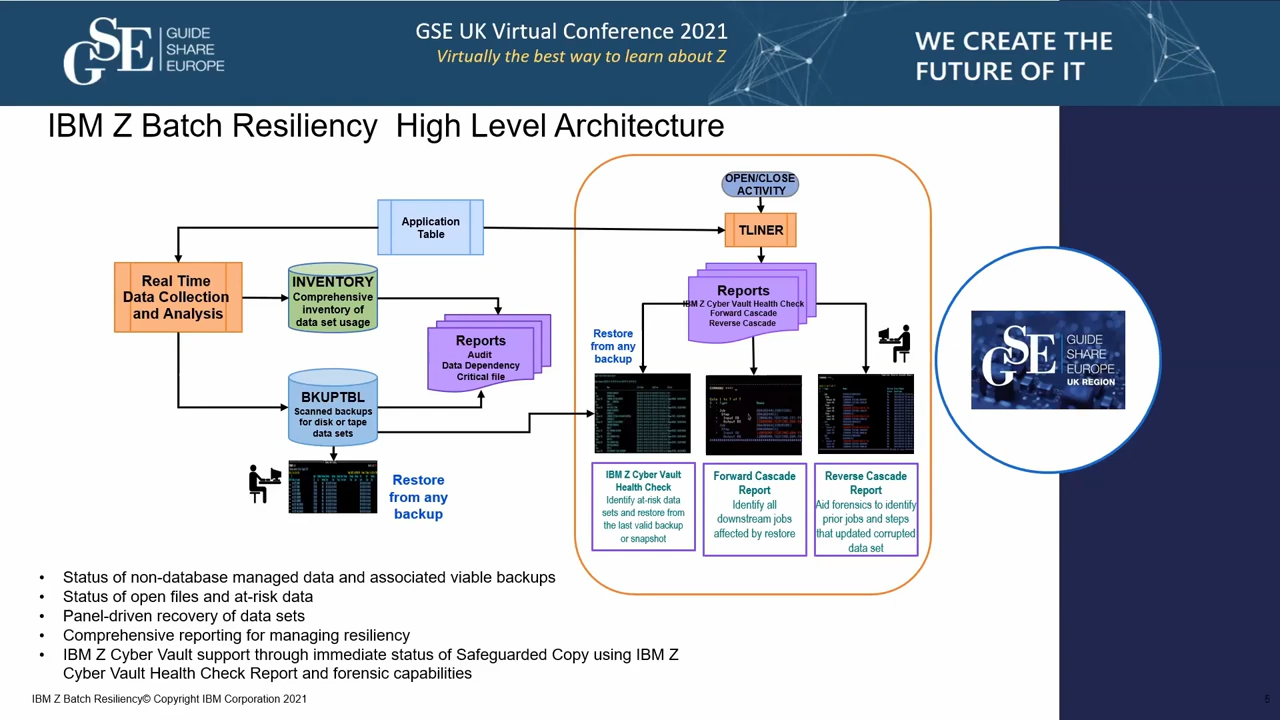 GSE GUIDE
SHARE
EUROPE
GSE UK Virtual Conference 2021
Virtually the best way to learn about Z
WE CREATE THE
FUTURE OF IT
IBM Z Batch Resiliency  High Level Architecture
OPEN/CLOSE
ACTIVITY
Application
Table
TLINER
Real Time
Data Collection
and Analysis
INVENTORY
Comprehensive
inventory of
data set usage
Reports
IBM Z Cyber Vault Health Check
Forward Cascade
Reverse Cascade
Reports
Audit
Data Dependency
Critical file
Restore
from any
backup
BKUPTBL
Scanned backups
for disk or tape
data sets
Restore
from any
backup
IBM Z Cyber Vault
Health Check
Identify at-risk data
sets and restore from
the last valid backup
or snapshot
Forward Cascade
Report
Identify all
downstream jobs
affected by restore
Reverse Cascade
Report
Aid forensics to identify
prior jobs and steps
that updated corrupted
data set
GSE GUIDE
SHARE
EUROPE
UK REGION
• Status of non-database managed data and associated viable backups
• Status of open files and at-risk data
• Panel-driven recovery of data sets
• Comprehensive reporting for managing resiliency
• IBM Z Cyber Vault support through immediate status of Safeguarded Copy using IBM Z
Cyber Vault Health Check Report and forensic capabilities
IBM Z Batch Resiliency© Copyright IBM Corporation 2021
5